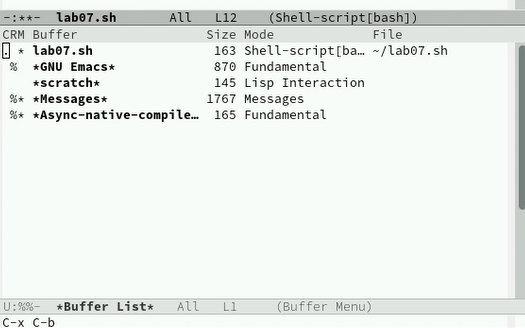 -:**-  lab07.sh       All   L12    (Shell-script[bash])
CRM Buffer                Size Mode            File
. * lab07.sh               163 Shell-script[ba… ~/lab07.sh
 %  *GNU Emacs*            870 Fundamental
    *scratch*              145 Lisp Interaction
 %* *Messages*            1767 Messages
 %* *Async-native-compile…  165 Fundamental
U:%%-  *Buffer List*   All   L1     (Buffer Menu)
C-x C-b